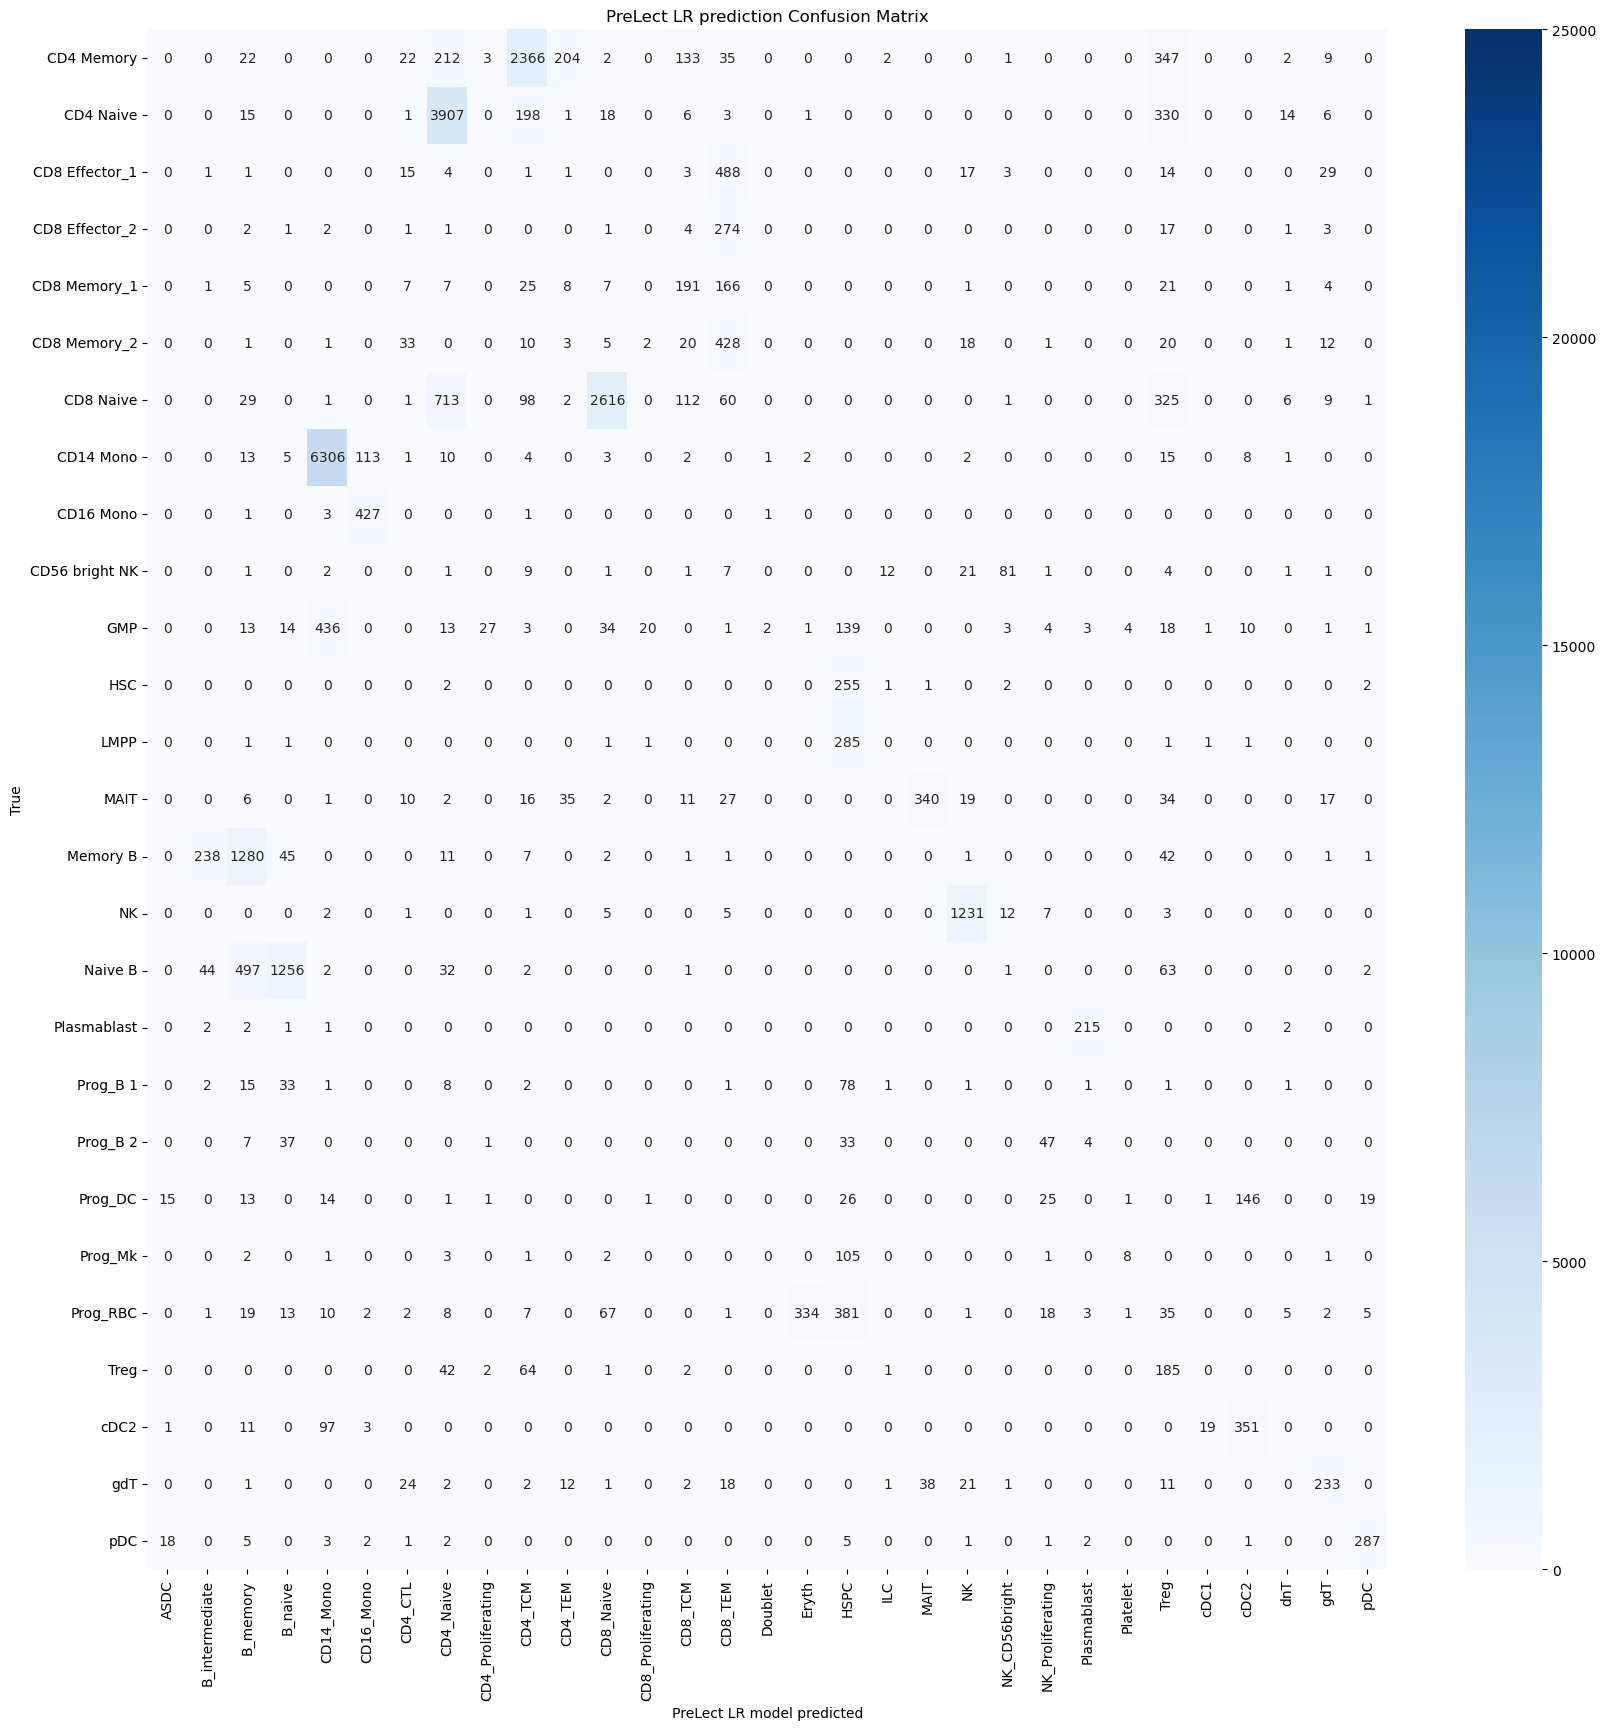 PreLect LR prediction Confusion Matrix
CD4 Memory 0 0 22 0 0 0 22 212 3 2366 204 2 0 133 35 0 0 0 2 0 0 1 0 0 0 347 0 0 2 9 0
CD4 Naive 0 0 15 0 0 0 1 3907 0 198 1 18 0 6 3 0 1 0 0 0 0 0 0 0 0 330 0 0 14 6 0
CD8 Effector_1 0 1 1 0 0 0 15 4 0 1 1 0 0 3 488 0 0 0 0 0 17 3 0 0 0 14 0 0 0 29 0
CD8 Effector_2 0 0 2 1 2 0 1 1 0 0 0 1 0 4 274 0 0 0 0 0 0 0 0 0 0 17 0 0 1 3 0
CD8 Memory_1 0 1 5 0 0 0 7 7 0 25 8 7 0 191 166 0 0 0 0 0 1 0 0 0 0 21 0 0 1 4 0
CD8 Memory_2 0 0 1 0 1 0 33 0 0 10 3 5 2 20 428 0 0 0 0 0 18 0 1 0 0 20 0 0 1 12 0
CD8 Naive 0 0 29 0 1 0 1 713 0 98 2 2616 0 112 60 0 0 0 0 0 0 1 0 0 0 325 0 0 6 9 1
CD14 Mono 0 0 13 5 6306 113 1 10 0 4 0 3 0 2 0 1 2 0 0 0 2 0 0 0 0 15 0 8 1 0 0
CD16 Mono 0 0 1 0 3 427 0 0 0 1 0 0 0 0 0 1 0 0 0 0 0 0 0 0 0 0 0 0 0 0 0
CD56 bright NK 0 0 1 0 2 0 0 1 0 9 0 1 0 1 7 0 0 0 12 0 21 81 1 0 0 4 0 0 1 1 0
GMP 0 0 13 14 436 0 0 13 27 3 0 34 20 0 1 2 1 139 0 0 0 3 4 3 4 18 1 10 0 1 1
HSC 0 0 0 0 0 0 0 2 0 0 0 0 0 0 0 0 0 255 1 1 0 2 0 0 0 0 0 0 0 0 2
LMPP 0 0 1 1 0 0 0 0 0 0 0 1 1 0 0 0 0 285 0 0 0 0 0 0 0 1 1 1 0 0 0
MAIT 0 0 6 0 1 0 10 2 0 16 35 2 0 11 27 0 0 0 0 340 19 0 0 0 0 34 0 0 0 17 0
Memory B 0 238 1280 45 0 0 0 11 0 7 0 2 0 1 1 0 0 0 0 0 1 0 0 0 0 42 0 0 0 1 1
NK 0 0 0 0 2 0 1 0 0 1 0 5 0 0 5 0 0 0 0 0 1231 12 7 0 0 3 0 0 0 0 0
Naive B 0 44 497 1256 2 0 0 32 0 2 0 0 0 1 0 0 0 0 0 0 0 1 0 0 0 63 0 0 0 0 2
Plasmablast 0 2 2 1 1 0 0 0 0 0 0 0 0 0 0 0 0 0 0 0 0 0 0 215 0 0 0 0 2 0 0
Prog_B 1 0 2 15 33 1 0 0 8 0 2 0 0 0 0 1 0 0 78 1 0 1 0 0 1 0 1 0 0 1 0 0
Prog_B 2 0 0 7 37 0 0 0 0 1 0 0 0 0 0 0 0 0 33 0 0 0 0 47 4 0 0 0 0 0 0 0
Prog_DC 15 0 13 0 14 0 0 1 1 0 0 0 1 0 0 0 0 26 0 0 0 0 25 0 1 0 1 146 0 0 19
Prog_Mk 0 0 2 0 1 0 0 3 0 1 0 2 0 0 0 0 0 105 0 0 0 0 1 0 8 0 0 0 0 1 0
Prog_RBC 0 1 19 13 10 2 2 8 0 7 0 67 0 0 1 0 334 381 0 0 1 0 18 3 1 35 0 0 5 2 5
Treg 0 0 0 0 0 0 0 42 2 64 0 1 0 2 0 0 0 0 1 0 0 0 0 0 0 185 0 0 0 0 0
cDC2 1 0 11 0 97 3 0 0 0 0 0 0 0 0 0 0 0 0 0 0 0 0 0 0 0 0 19 351 0 0 0
gdT 0 0 1 0 0 0 24 2 0 2 12 1 0 2 18 0 0 0 1 38 21 1 0 0 0 11 0 0 0 233 0
pDC 18 0 5 0 3 2 1 2 0 0 0 0 0 0 0 0 0 5 0 0 1 0 1 2 0 0 0 1 0 0 287
True
ASDC
B_intermediate
B_memory
B_naive
CD14_Mono
CD16_Mono
CD4_CTL
CD4_Naive
CD4_Proliferating
CD4_TCM
CD4_TEM
CD8_Naive
CD8_Proliferating
CD8_TCM
CD8_TEM
Doublet
Eryth
HSPC
ILC
MAIT
NK
NK_CD56bright
NK_Proliferating
Plasmablast
Platelet
Treg
cDC1
cDC2
dnT
gdT
pDC
PreLect LR model predicted
25000
20000
15000
10000
5000
0